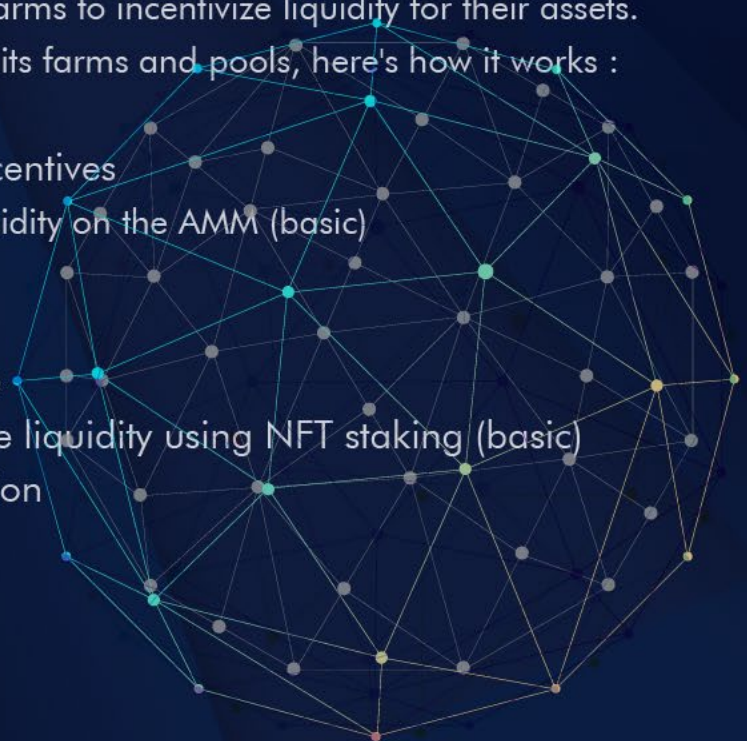 arms to incentivize liquidity for their assets.
its farms and pools, here's how it works :
centives
idity on the AMM (basic)
e liquidity using NFT staking (basic)
on